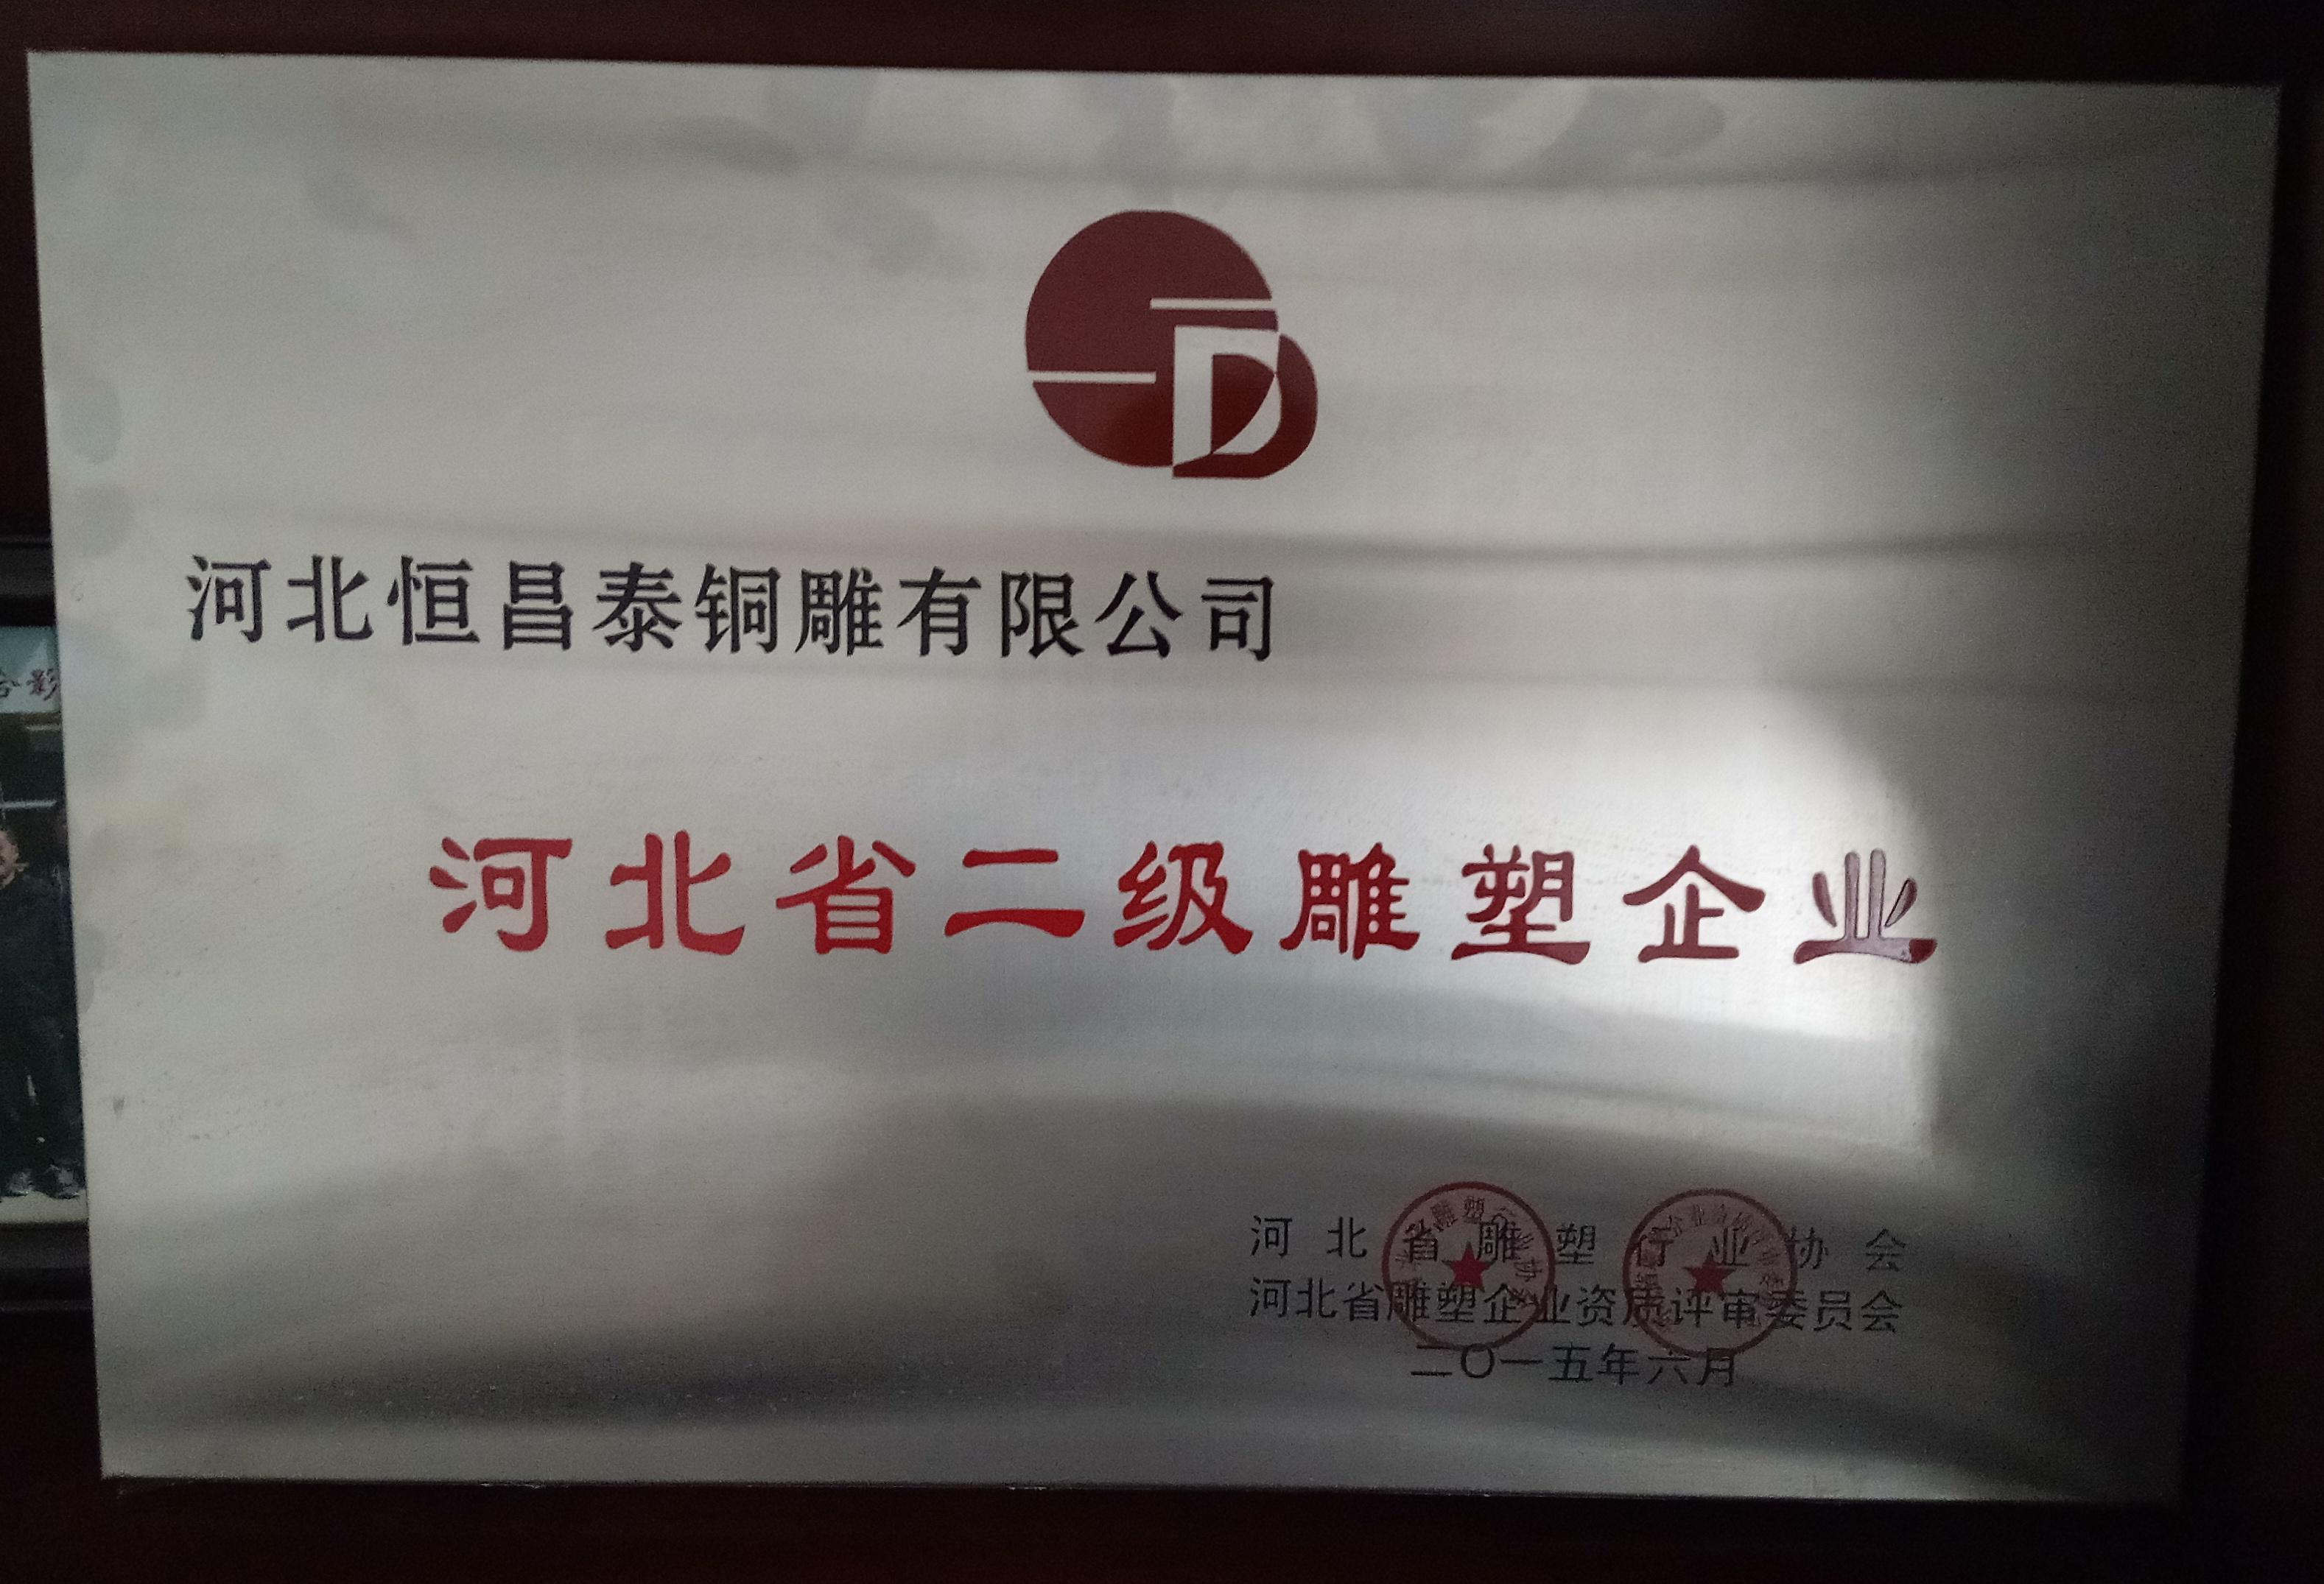 D
河北恒昌泰铜雕有限公司
河北省二级雕塑企业
河北省雕塑行业协会
河北省雕塑企业资质评审委员会
二〇一五年六月
合影